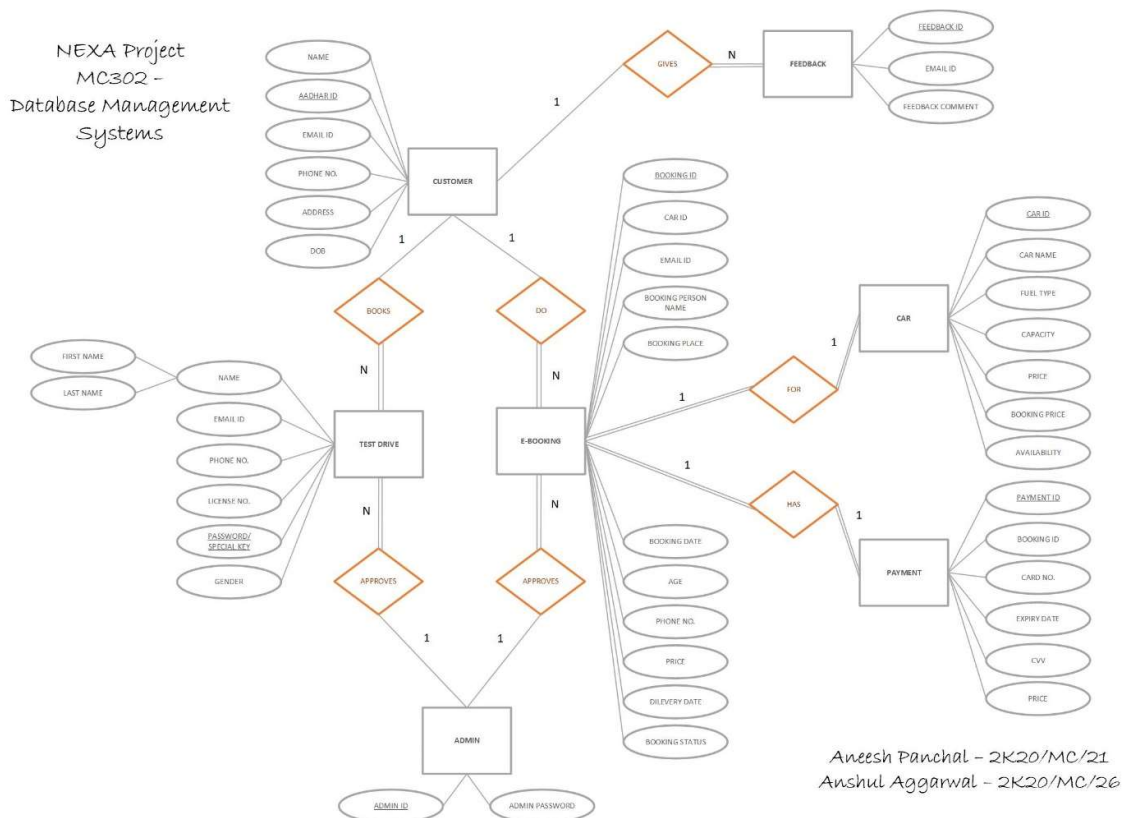 NEXA Project
MC302 –
Database Management
Systems
NAME
AADHAR ID
EMAIL ID
PHONE NO.
ADDRESS
DOB
CUSTOMER
1
GIVES
N
FEEDBACK
FEEDBACK ID
EMAIL ID
FEEDBACK COMMENT
1
1
BOOKS
DO
N
N
BOOKING ID
CAR ID
EMAIL ID
BOOKING PERSON
NAME
BOOKING PLACE
CAR ID
CAR NAME
FUEL TYPE
CAPACITY
PRICE
BOOKING PRICE
AVAILABILITY
CAR
1
FOR
1
FIRST NAME
LAST NAME
NAME
EMAIL ID
PHONE NO.
LICENSE NO.
PASSWORD/
SPECIAL KEY
GENDER
TEST DRIVE
E-BOOKING
1
HAS
1
PAYMENT
PAYMENT ID
BOOKING ID
CARD NO.
EXPIRY DATE
CVV
PRICE
N
N
APPROVES
APPROVES
1
1
BOOKING DATE
AGE
PHONE NO.
PRICE
DILEVERY DATE
BOOKING STATUS
ADMIN
ADMIN ID
ADMIN PASSWORD
Aneesh Panchal – 2K20/MC/21
Anshul Aggarwal – 2K20/MC/26